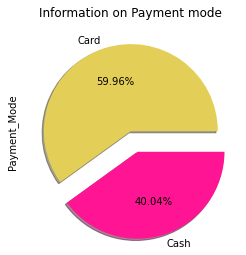 Information on Payment mode
Card
59.96%
Payment_Mode
40.04%
Cash